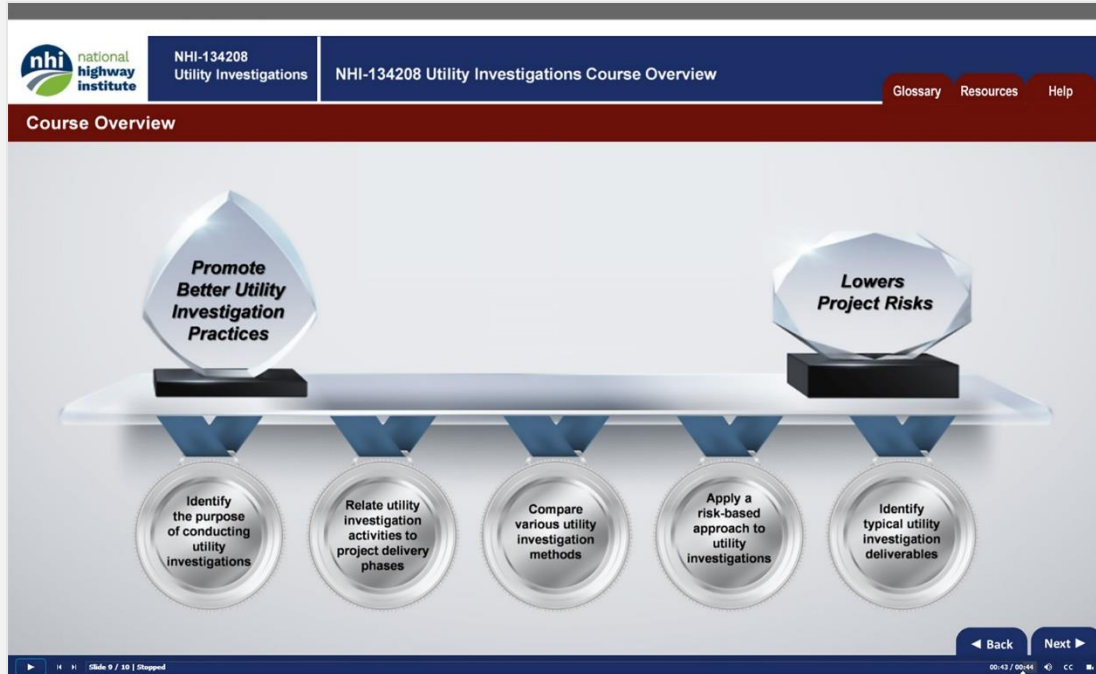 nhi
national
highway
institute
NHI-134208
Utility Investigations
NHI-134208 Utility Investigations Course Overview
Glossary
Resources
Help
Course Overview
Promote
Better Utility
Investigation
Practices
Lowers
Project Risks
Identify
the purpose
of conducting
utility
investigations
Relate utility
investigation
activities to
project delivery
phases
Compare
various utility
investigation
methods
Apply a
risk-based
approach to
utility
investigations
Identify
typical utility
investigation
deliverables
◄ Back
Next ►
Slide 9 / 10 | Stopped
00:43 / 00:44
CC